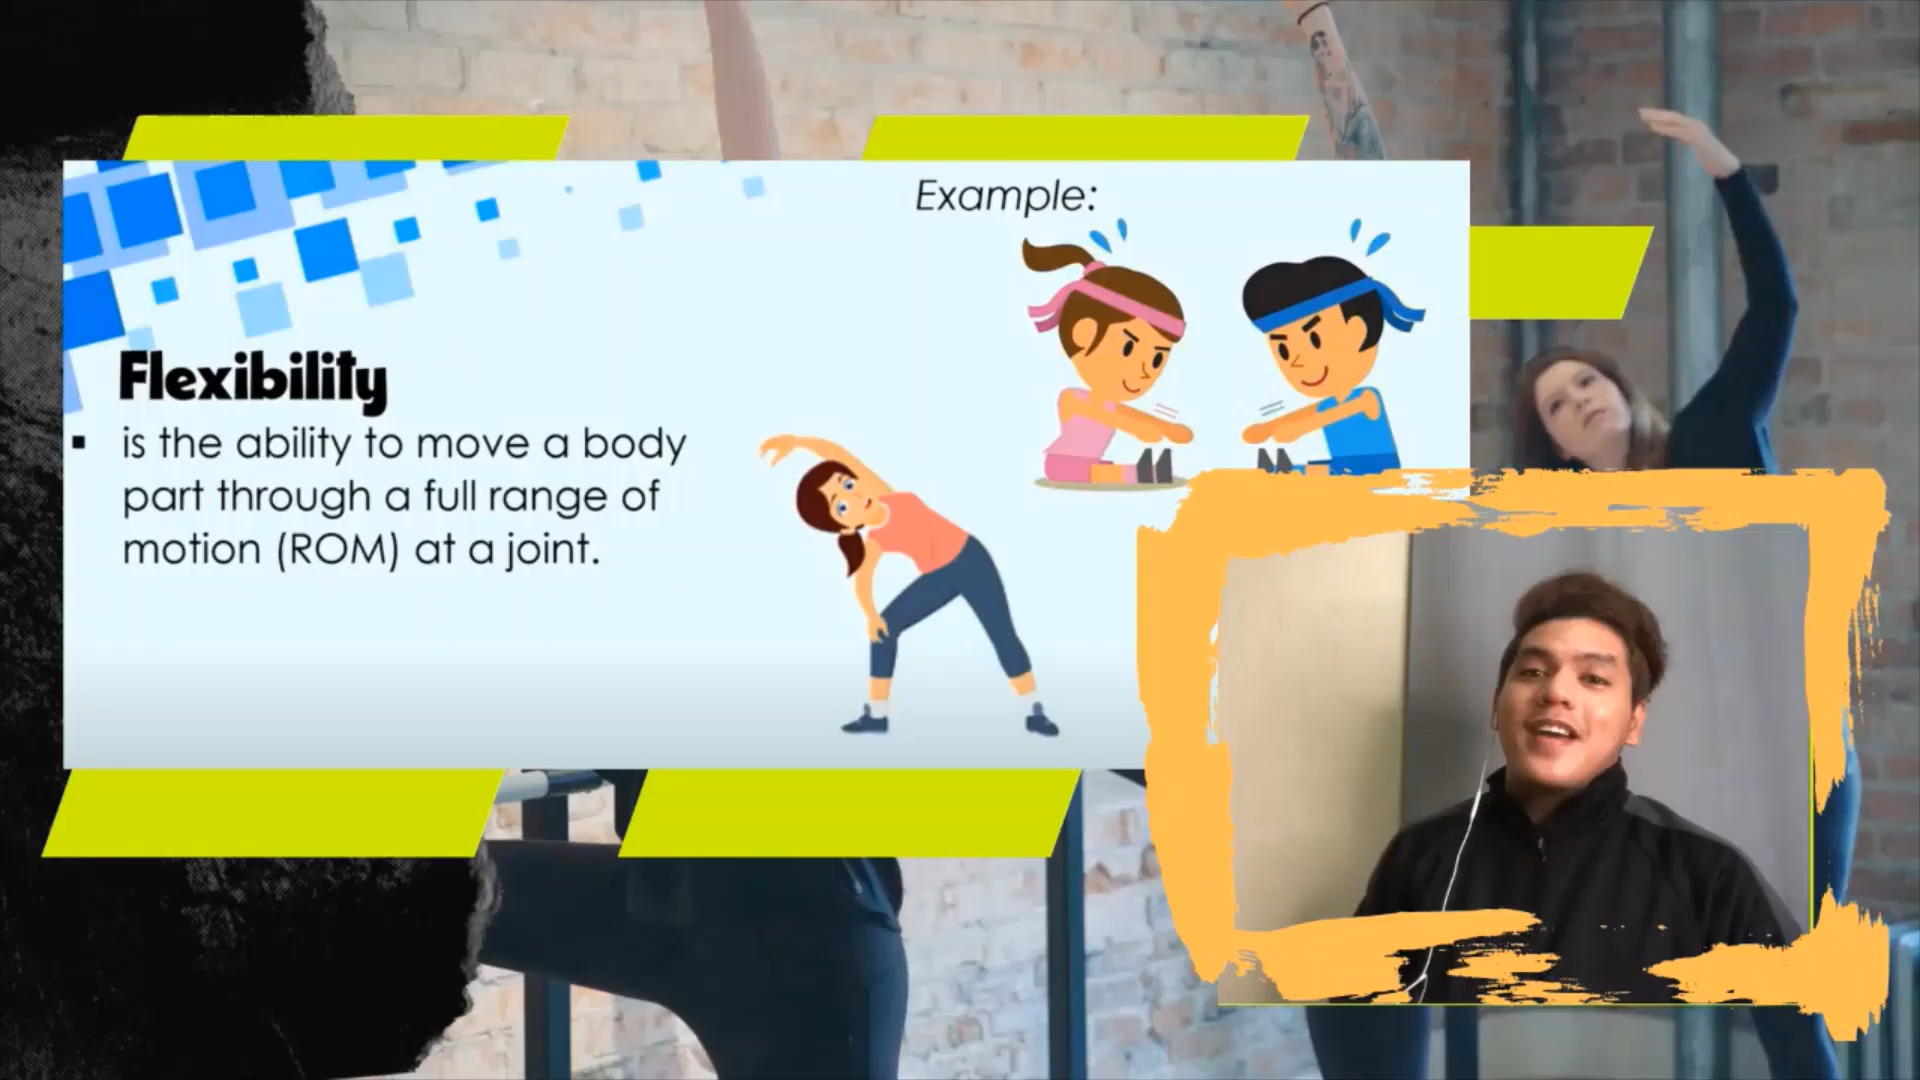 Example:
Flexibility
▪ is the ability to move a body
part through a full range of
motion (ROM) at a joint.